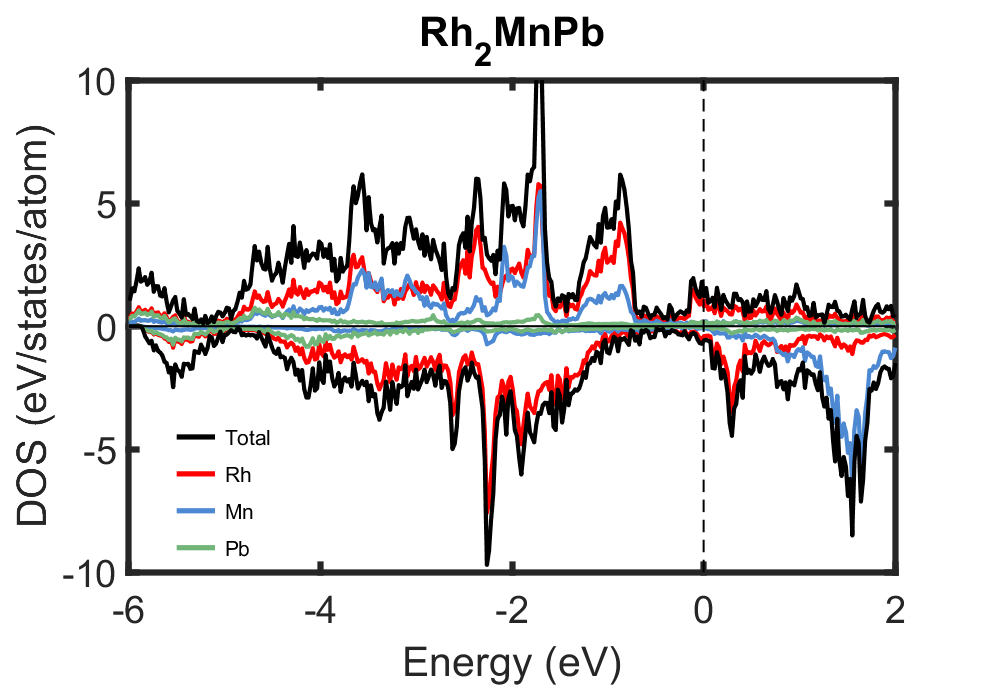 Rh₂MnPb
10
5
0
-5
-10
DOS (eV/states/atom)
Total
Rh
Mn
Pb
-6 -4 -2 0 2
Energy (eV)